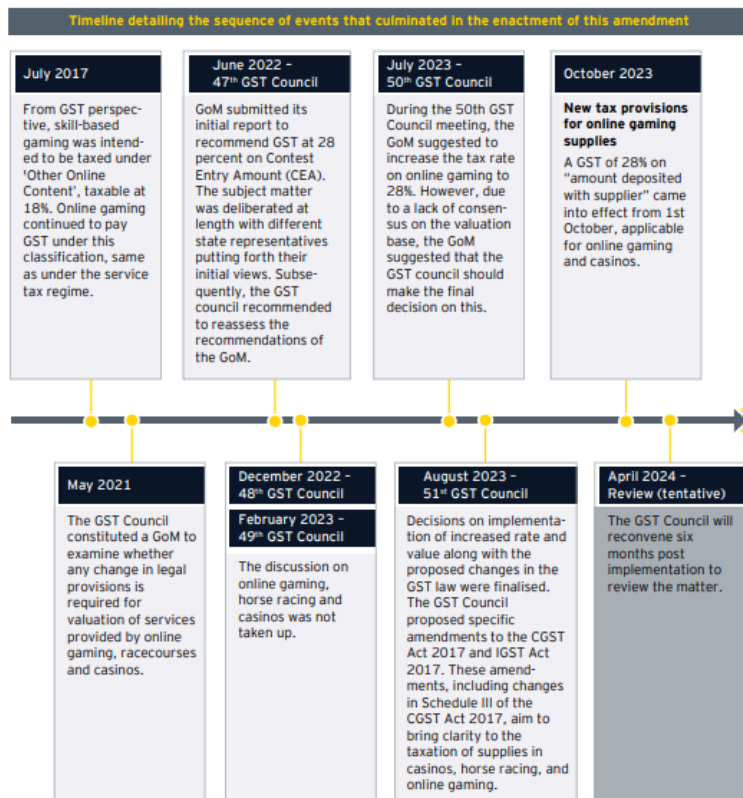 Timeline detailing the sequence of events that culminated in the enactment of this amendment
July 2017
From GST perspec-
tive, skill-based
gaming was intend-
ed to be taxed under
'Other Online
Content', taxable at
18%. Online gaming
continued to pay
GST under this
classification, same
as under the service
tax regime.
June 2022 –
47th GST Council
GoM submitted its
initial report to
recommend GST at 28
percent on Contest
Entry Amount (CEA).
The subject matter
was deliberated at
length with different
state representatives
putting forth their
initial views. Subse-
quently, the GST
council recommended
to reassess the
recommendations of
the GoM.
July 2023 –
50th GST Council
During the 50th GST
Council meeting, the
GoM suggested to
increase the tax rate
on online gaming to
28%. However, due
to a lack of consen-
sus on the valuation
base, the GoM
suggested that the
GST council should
make the final
decision on this.
October 2023
New tax provisions
for online gaming
supplies
A GST of 28% on
"amount deposited
with supplier" came
into effect from 1st
October, applicable
for online gaming
and casinos.
May 2021
The GST Council
constituted a GoM to
examine whether
any change in legal
provisions is
required for
valuation of services
provided by online
gaming, racecourses
and casinos.
December 2022 –
48th GST Council
February 2023 –
49th GST Council
The discussion on
online gaming,
horse racing and
casinos was not
taken up.
August 2023 –
51st GST Council
Decisions on implementa-
tion of increased rate and
value along with the
proposed changes in the
GST law were finalised.
The GST Council
proposed specific
amendments to the CGST
Act 2017 and IGST Act
2017. These amend-
ments, including changes
in Schedule III of the
CGST Act 2017, aim to
bring clarity to the
taxation of supplies in
casinos, horse racing, and
online gaming.
April 2024 –
Review (tentative)
The GST Council will
reconvene six
months post
implementation to
review the matter.